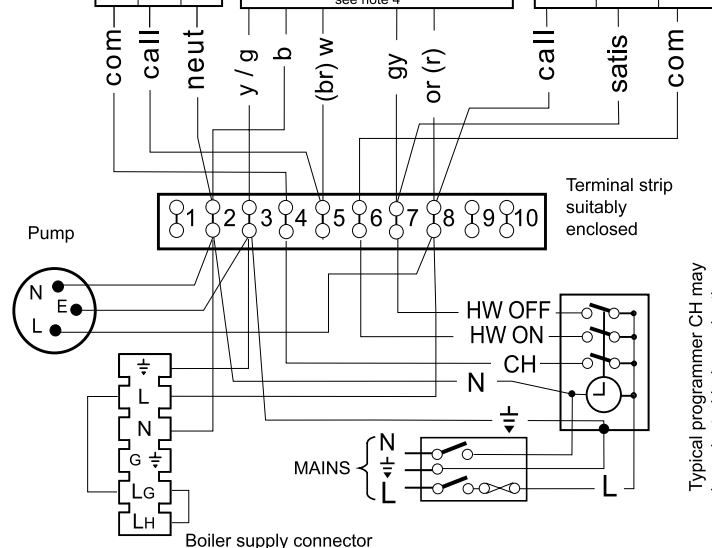 see note 4
com
call
neut
y / g
b
(br) w
gy
or (r)
call
satis
com
1 2 3 4 5 6 7 8 9 10
Terminal strip
suitably
enclosed
Pump
N
E
L
HW OFF
HW ON
CH
N
L
N
G
LG
LH
Boiler supply connector
MAINS
N
L
L
Typical programmer CH may